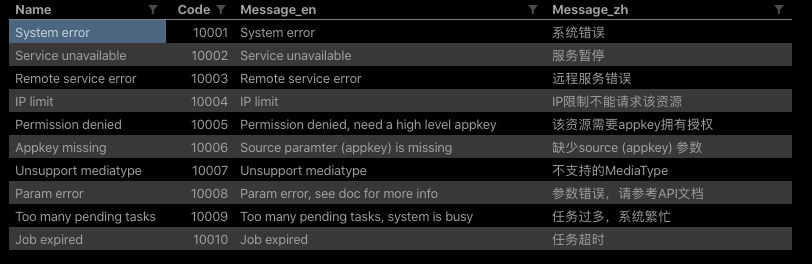 Name Code Message_en Message_zh
System error 10001 System error 系统错误
Service unavailable 10002 Service unavailable 服务暂停
Remote service error 10003 Remote service error 远程服务错误
IP limit 10004 IP limit IP限制不能请求该资源
Permission denied 10005 Permission denied, need a high level appkey 该资源需要appkey拥有授权
Appkey missing 10006 Source paramter (appkey) is missing 缺少source (appkey) 参数
Unsupport mediatype 10007 Unsupport mediatype 不支持的MediaType
Param error 10008 Param error, see doc for more info 参数错误，请参考API文档
Too many pending tasks 10009 Too many pending tasks, system is busy 任务过多，系统繁忙
Job expired 10010 Job expired 任务超时